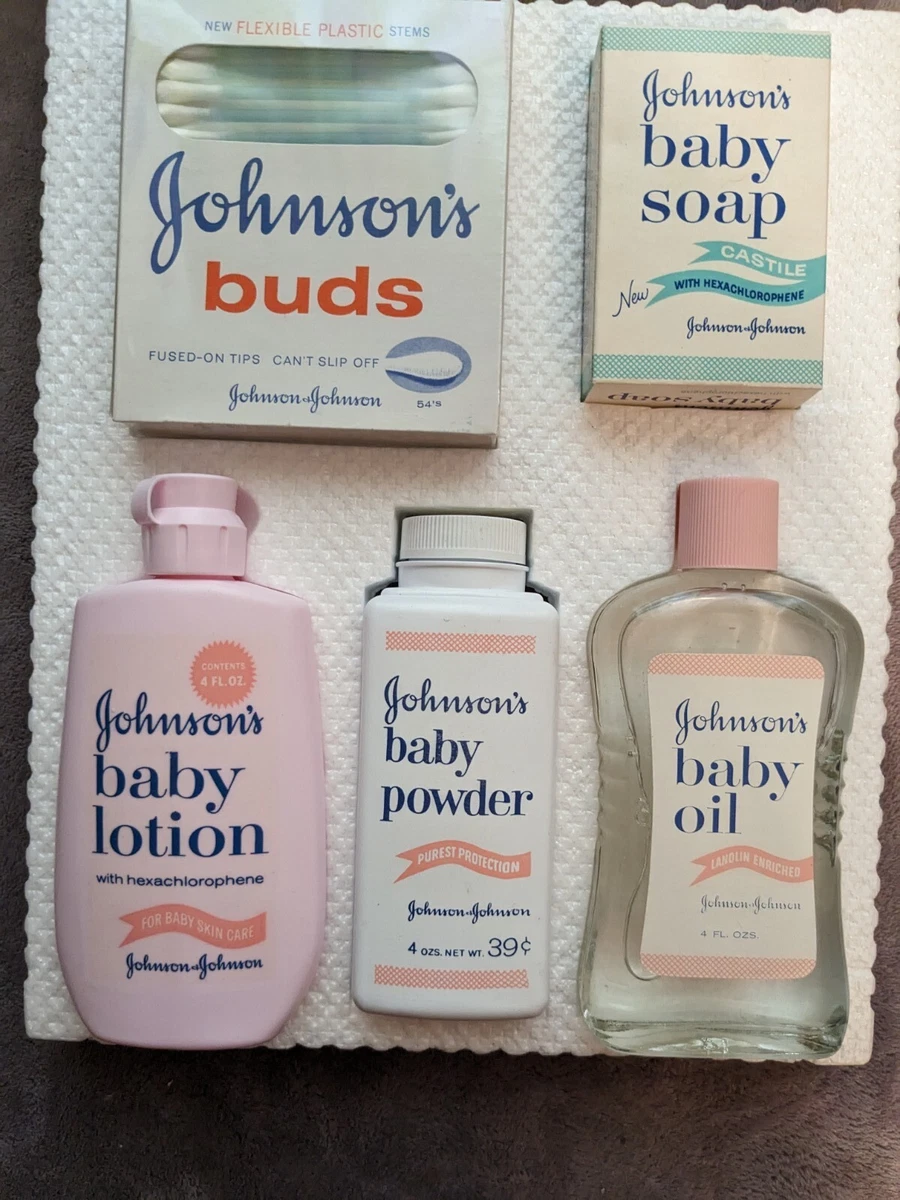 NEW FLEXIBLE PLASTIC STEMS
Johnson's
buds
FUSED-ON TIPS CAN'T SLIP OFF
Johnson & Johnson
54's
Johnson's
baby
soap
CASTILE
New
WITH HEXACHLOROPHENE
Johnson & Johnson
baby soap
CONTENTS
4 FL. OZ.
Johnson's
baby
lotion
with hexachlorophene
FOR BABY SKIN CARE
Johnson & Johnson
Johnson's
baby
powder
PUREST PROTECTION
Johnson & Johnson
4 OZS. NET WT. 39¢
Johnson's
baby
oil
LANOLIN ENRICHED
Johnson & Johnson
4 FL. OZS.